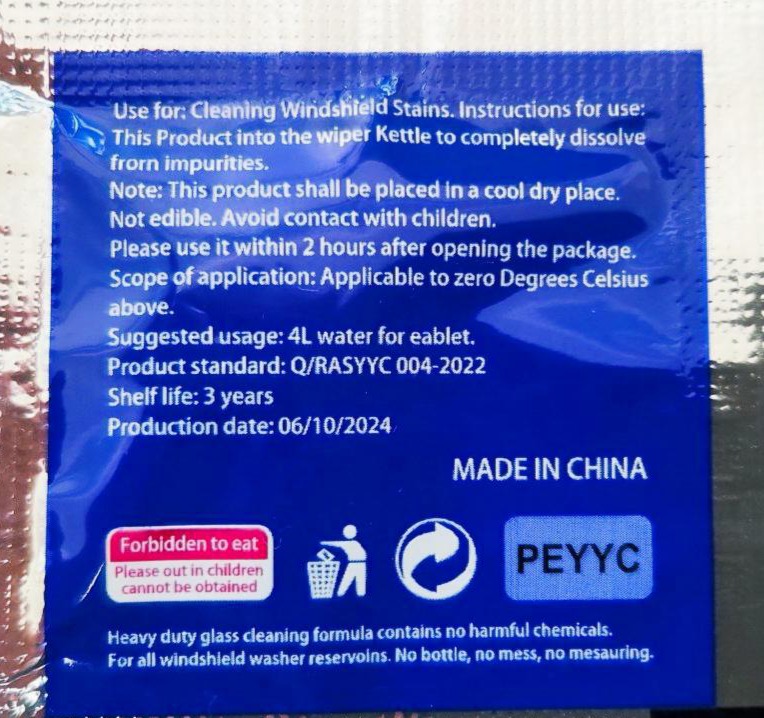 Use for: Cleaning Windshield Stains. Instructions for use:
This Product into the wiper Kettle to completely dissolve
frorn impurities.
Note: This product shall be placed in a cool dry place.
Not edible. Avoid contact with children.
Please use it within 2 hours after opening the package.
Scope of application: Applicable to zero Degrees Celsius
above.
Suggested usage: 4L water for eablet.
Product standard: Q/RASYYC 004-2022
Shelf life: 3 years
Production date: 06/10/2024
MADE IN CHINA
Forbidden to eat
Please out in children
cannot be obtained
PEYYC
Heavy duty glass cleaning formula contains no harmful chemicals.
For all windshield washer reservoins. No bottle, no mess, no mesauring.